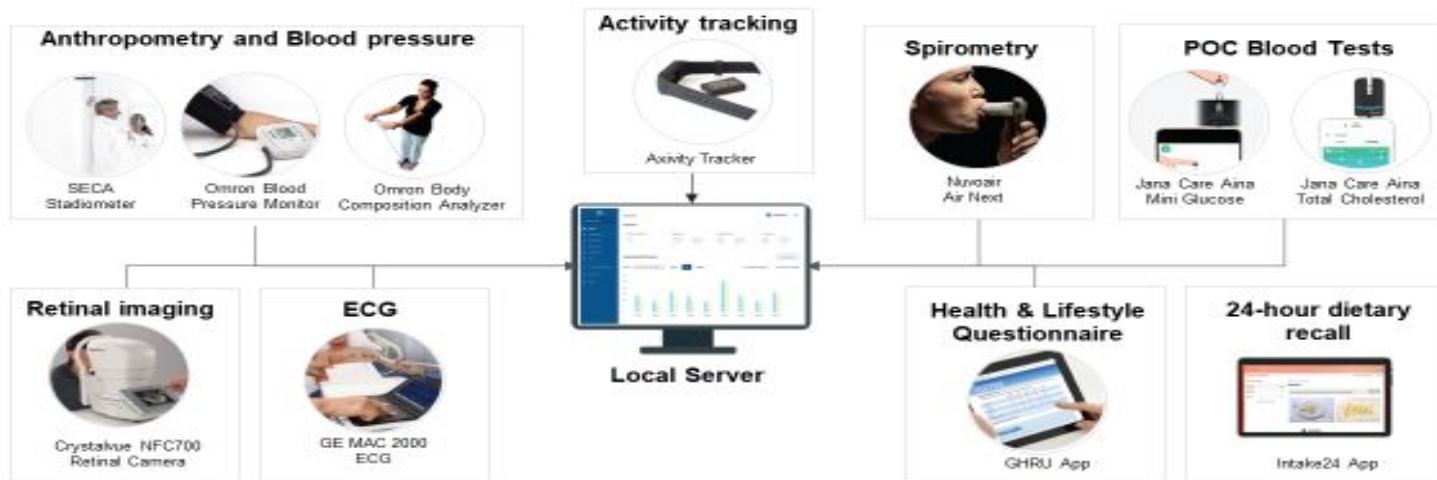 Anthropometry and Blood pressure
SECA
Stadiometer
Omron Blood
Pressure Monitor
Omron Body
Composition Analyzer
Activity tracking
Axivity Tracker
Spirometry
Nuvoair
Air Next
POC Blood Tests
Jana Care Aina
Mini Glucose
Jana Care Aina
Total Cholesterol
Retinal imaging
Crystalvue NFC700
Retinal Camera
ECG
GE MAC 2000
ECG
Local Server
Health & Lifestyle
Questionnaire
GHRU App
24-hour dietary
recall
Intake24 App